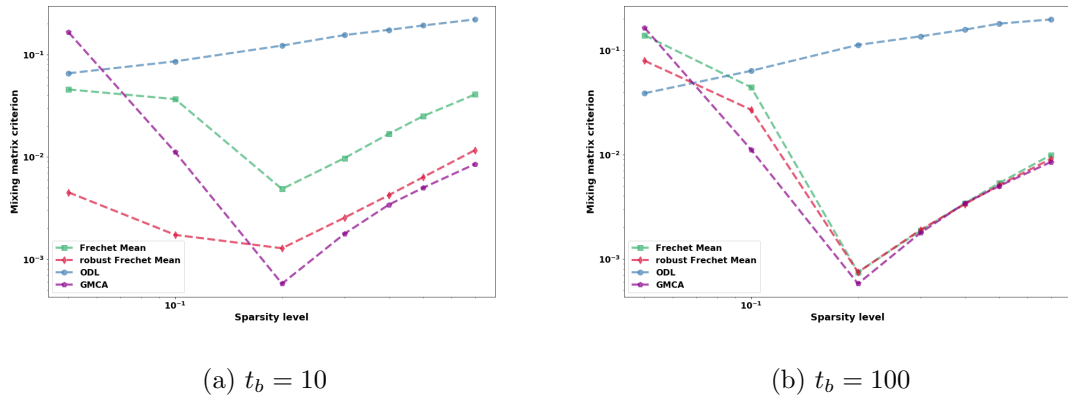 Mixing matrix criterion
10⁻¹
10⁻²
10⁻³
Frechet Mean
robust Frechet Mean
ODL
GMCA
10⁻¹
Sparsity level
(a) t_b = 10
Mixing matrix criterion
10⁻¹
10⁻²
10⁻³
Frechet Mean
robust Frechet Mean
ODL
GMCA
10⁻¹
Sparsity level
(b) t_b = 100